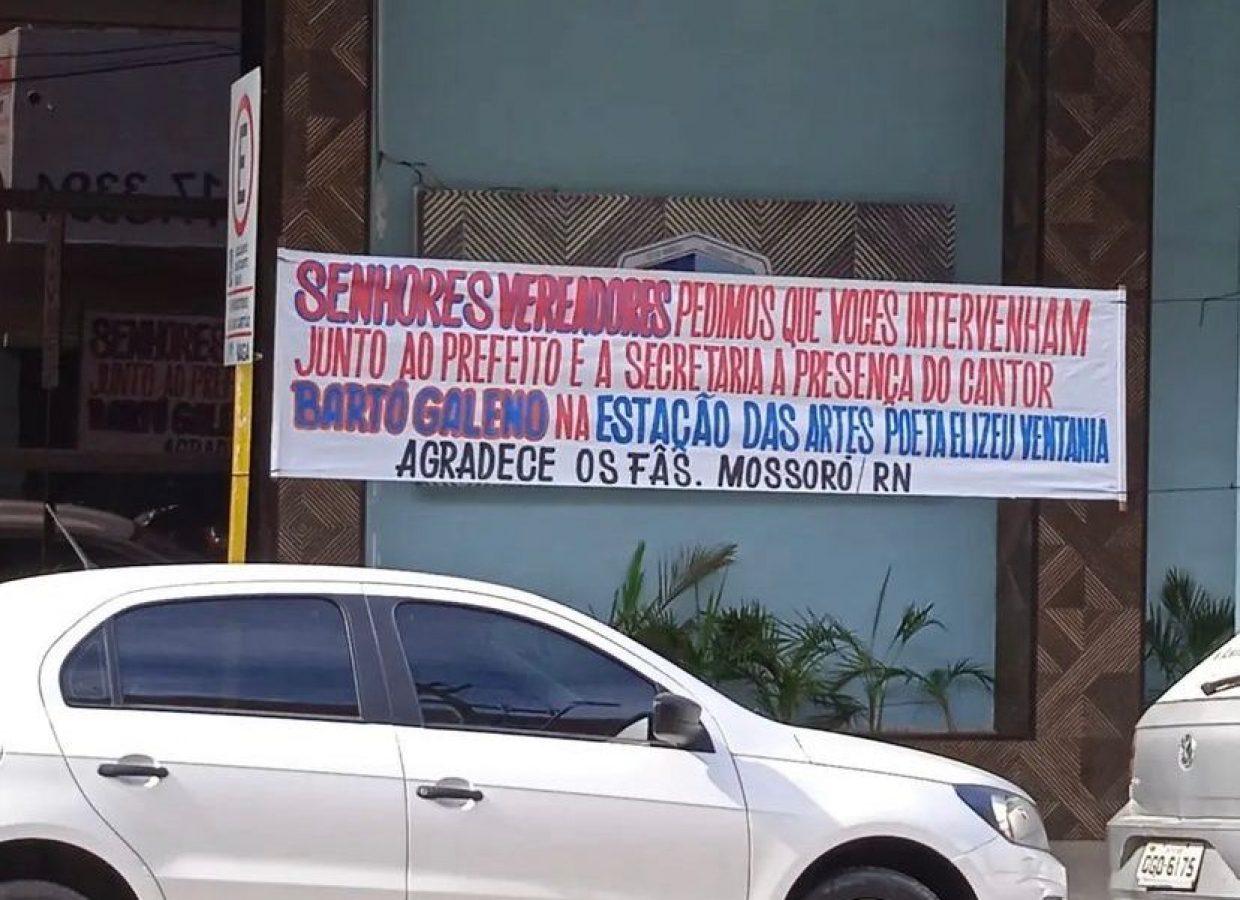 E
SENHORES VEREADORES PEDIMOS QUE VOCES INTERVENHAM
JUNTO AO PREFEITO E A SECRETARIA A PRESENÇA DO CANTOR
BARTÓ GALENO NA ESTAÇÃO DAS ARTES POETA ELIZEU VENTANIA
AGRADECE OS FÃS. MOSSORÓ/RN